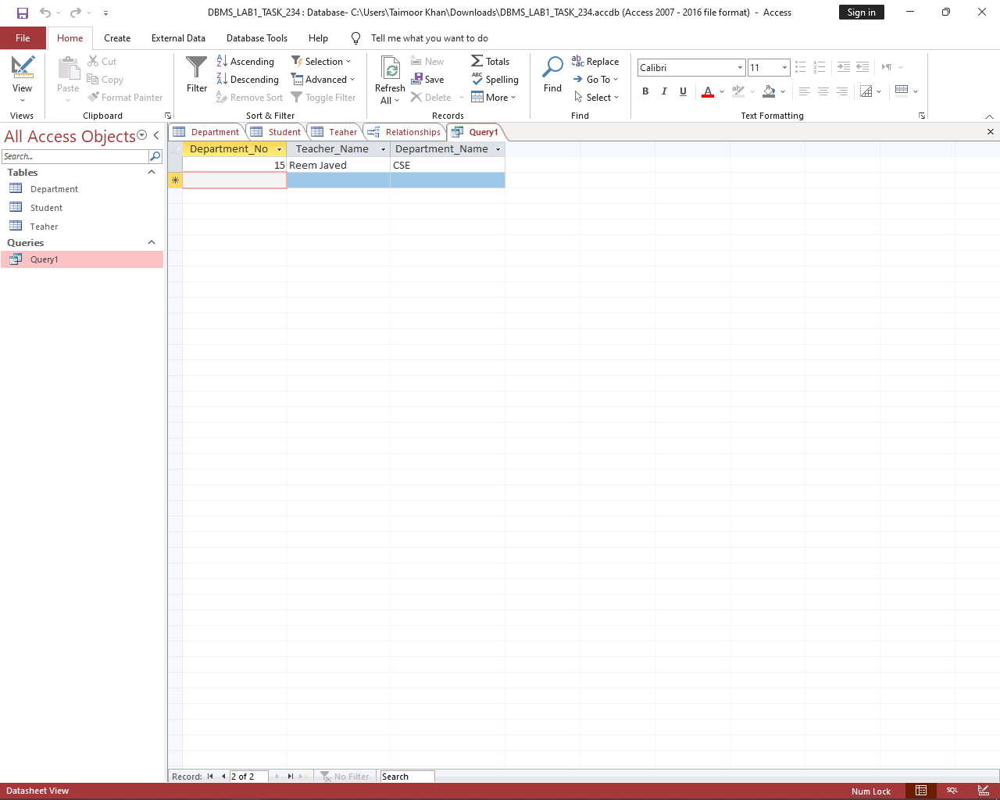 DBMS_LAB1_TASK_234 : Database- C:\Users\Taimoor Khan\Downloads\DBMS_LAB1_TASK_234.accdb (Access 2007 - 2016 file format) - Access
Sign in
File Home Create External Data Database Tools Help Tell me what you want to do
View
Views
Paste
Cut
Copy
Format Painter
Clipboard
Filter
Ascending
Descending
Remove Sort
Selection
Advanced
Toggle Filter
Sort & Filter
Refresh
All
New
Save
Delete
Totals
Spelling
More
Records
Find
Replace
Go To
Select
Find
Calibri 11
B I U A
Text Formatting
All Access Objects
Search...
Tables
Department
Student
Teaher
Queries
Query1
Department Student Teaher Relationships Query1
Department_No Teacher_Name Department_Name
15 Reem Javed CSE
Record: 2 of 2 No Filter Search
Datasheet View Num Lock SQL